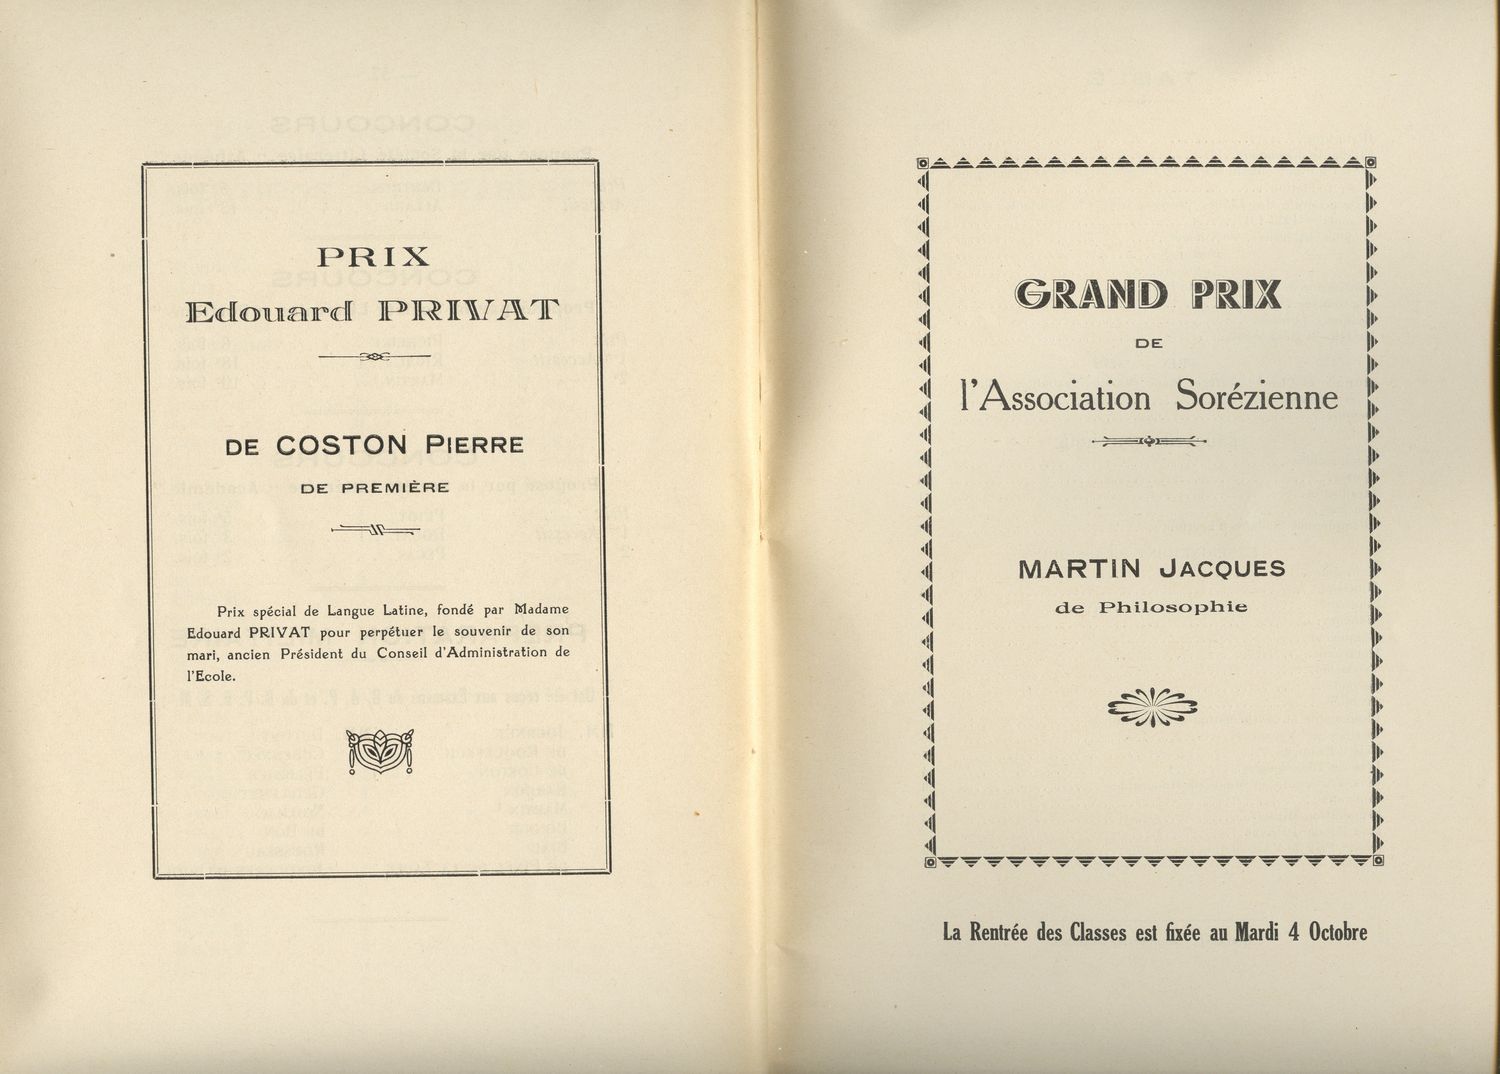 PRIX
Edouard PRIVAT
DE COSTON PIERRE
DE PREMIÈRE
Prix spécial de Langue Latine, fondé par Madame
Edouard PRIVAT pour perpétuer le souvenir de son
mari, ancien Président du Conseil d'Administration de
l'Ecole.
GRAND PRIX
DE
l'Association Sorézienne
MARTIN JACQUES
de Philosophie
La Rentrée des Classes est fixée au Mardi 4 Octobre